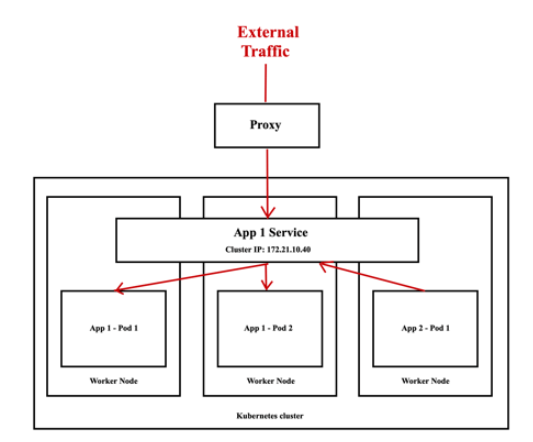 External
Traffic
Proxy
App 1 Service
Cluster IP: 172.21.10.40
App 1 - Pod 1
App 1 - Pod 2
App 2 - Pod 1
Worker Node
Worker Node
Worker Node
Kubernetes cluster